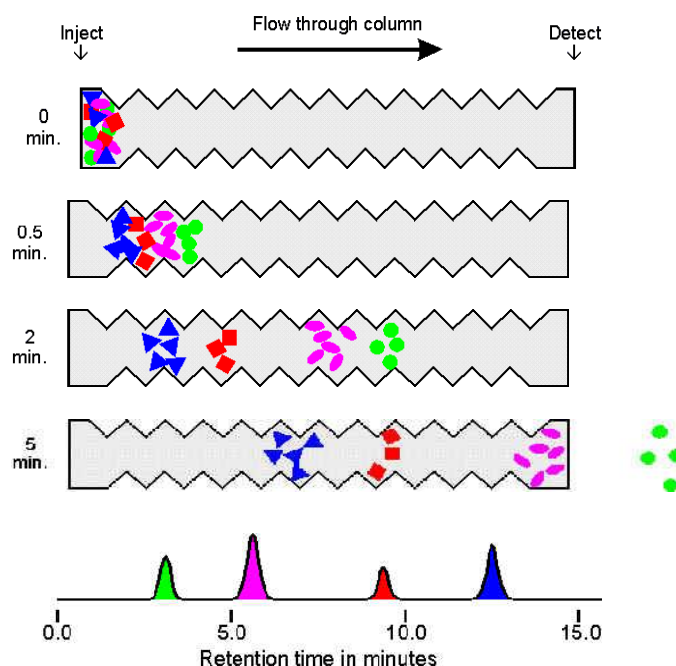 Inject
Flow through column
Detect
0
min.
0.5
min.
2
min.
5
min.
0.0
5.0
10.0
15.0
Retention time in minutes